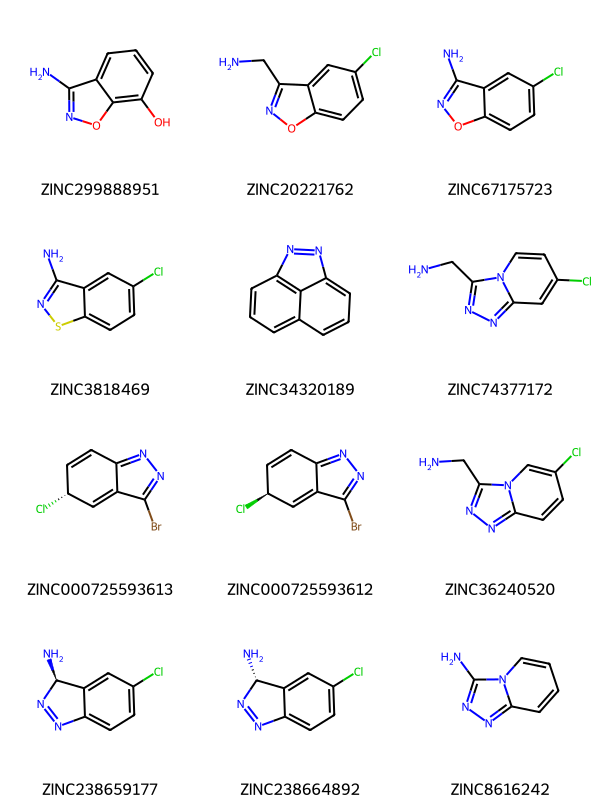 H2N
N
O
OH
ZINC299888951
H2N
N
O
Cl
ZINC20221762
NH2
N
O
Cl
ZINC67175723
NH2
N
S
Cl
ZINC3818469
N N
ZINC34320189
H2N
N
N
N
Cl
ZINC74377172
N
N
Cl
Br
ZINC000725593613
N
N
Cl
Br
ZINC000725593612
H2N
N
N
N
Cl
ZINC36240520
NH2
N
N
Cl
ZINC238659177
NH2
N
N
Cl
ZINC238664892
H2N
N
N
N
ZINC8616242